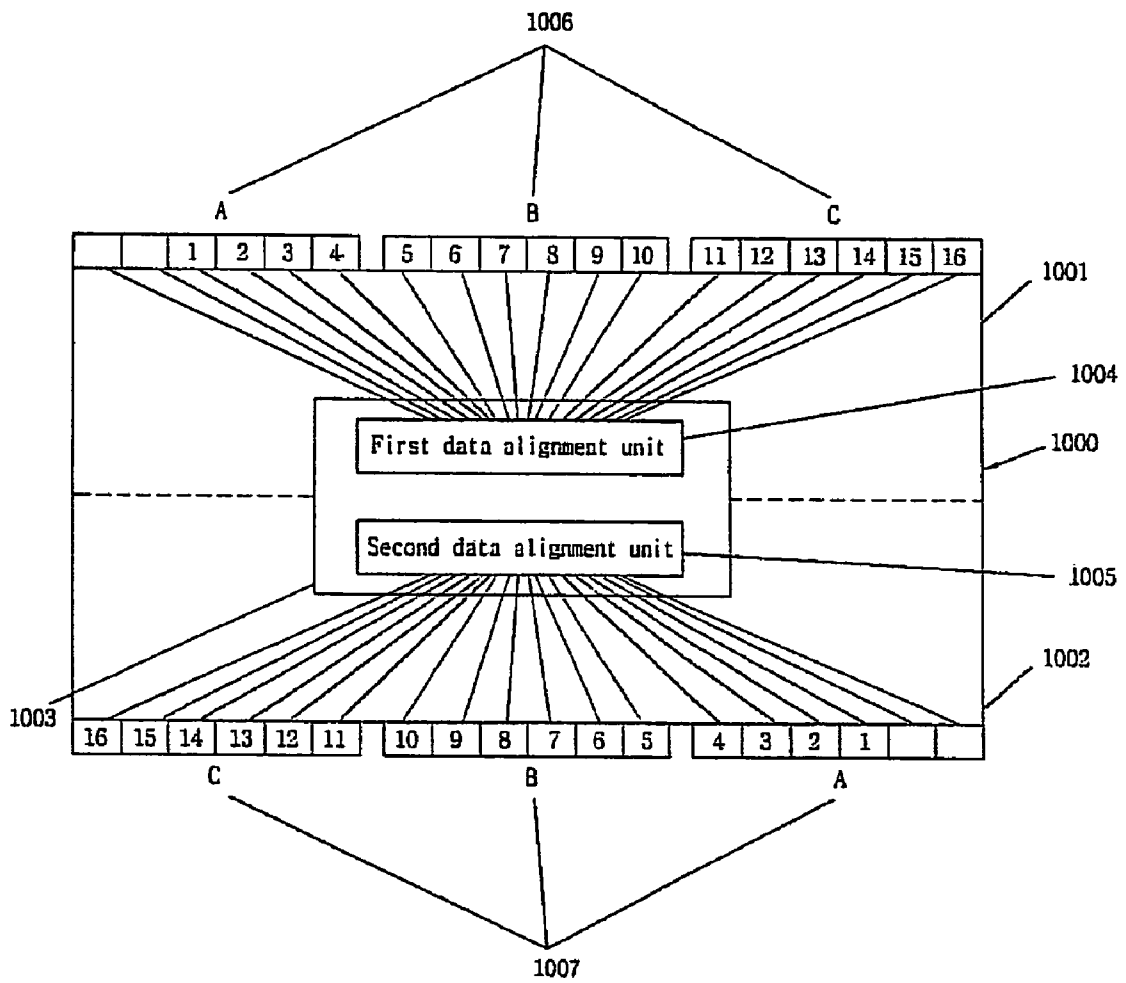 1006
A B C
1 2 3 4 5 6 7 8 9 10 11 12 13 14 15 16
1001
1004
First data alignment unit
1000
Second data alignment unit
1005
1002
1003
16 15 14 13 12 11 10 9 8 7 6 5 4 3 2 1
C B A
1007